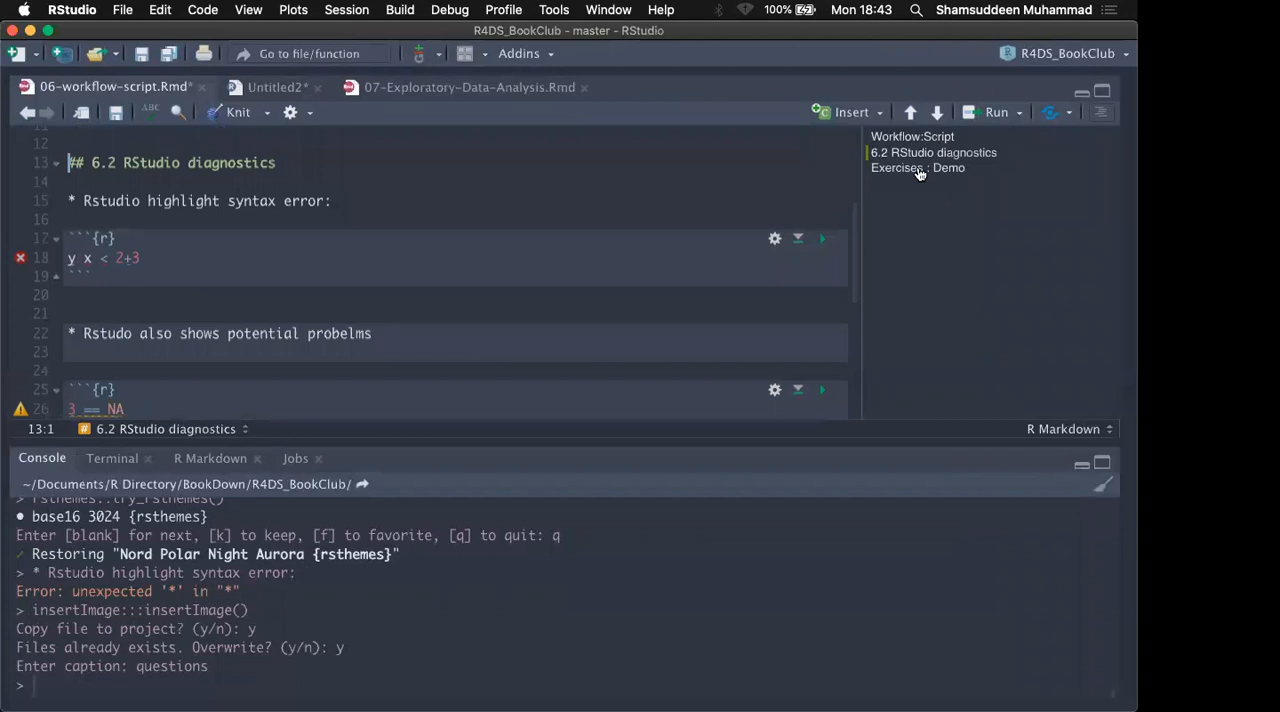 RStudio File Edit Code View Plots Session Build Debug Profile Tools Window Help 100% Mon 18:43 Shamsuddeen Muhammad
R4DS_BookClub - master - RStudio
Go to file/function Addins R4DS_BookClub
06-workflow-script.Rmd* Untitled2* 07-Exploratory-Data-Analysis.Rmd
ABC Knit Insert Run
11
12
13 ## 6.2 RStudio diagnostics
14
15 * Rstudio highlight syntax error:
16
17 ```{r}
18 y x < 2+3
19 ```
20
21
22 * Rstudo also shows potential probelms
23
24
25 ```{r}
26 3 == NA
Workflow:Script
6.2 RStudio diagnostics
Exercises : Demo
13:1 # 6.2 RStudio diagnostics R Markdown
Console Terminal R Markdown Jobs
~/Documents/R Directory/BookDown/R4DS_BookClub/
> rsthemes::try_rsthemes()
● base16 3024 {rsthemes}
Enter [blank] for next, [k] to keep, [f] to favorite, [q] to quit: q
✓ Restoring "Nord Polar Night Aurora {rsthemes}"
> * Rstudio highlight syntax error:
Error: unexpected '*' in "*"
> insertImage:::insertImage()
Copy file to project? (y/n): y
Files already exists. Overwrite? (y/n): y
Enter caption: questions
>